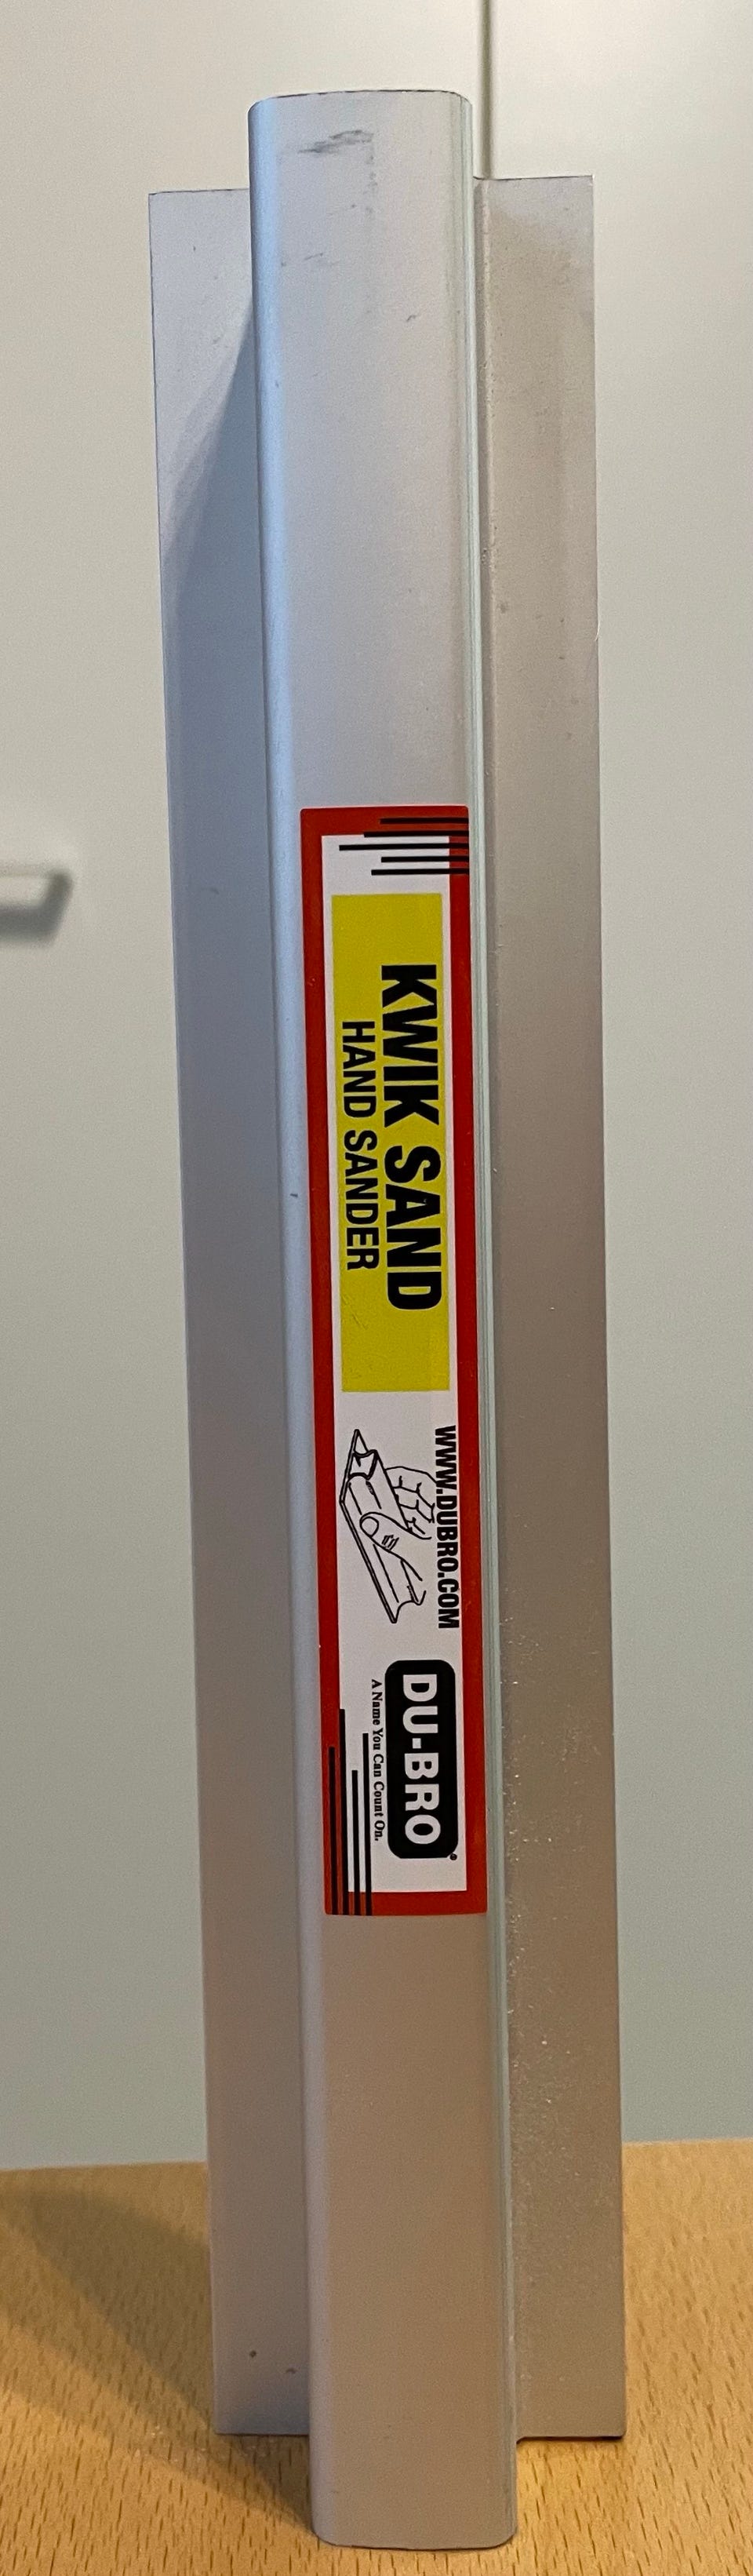 KWIK SAND
HAND SANDER
WWW.DUBRO.COM
DU-BRO®
A Name You Can Count On.